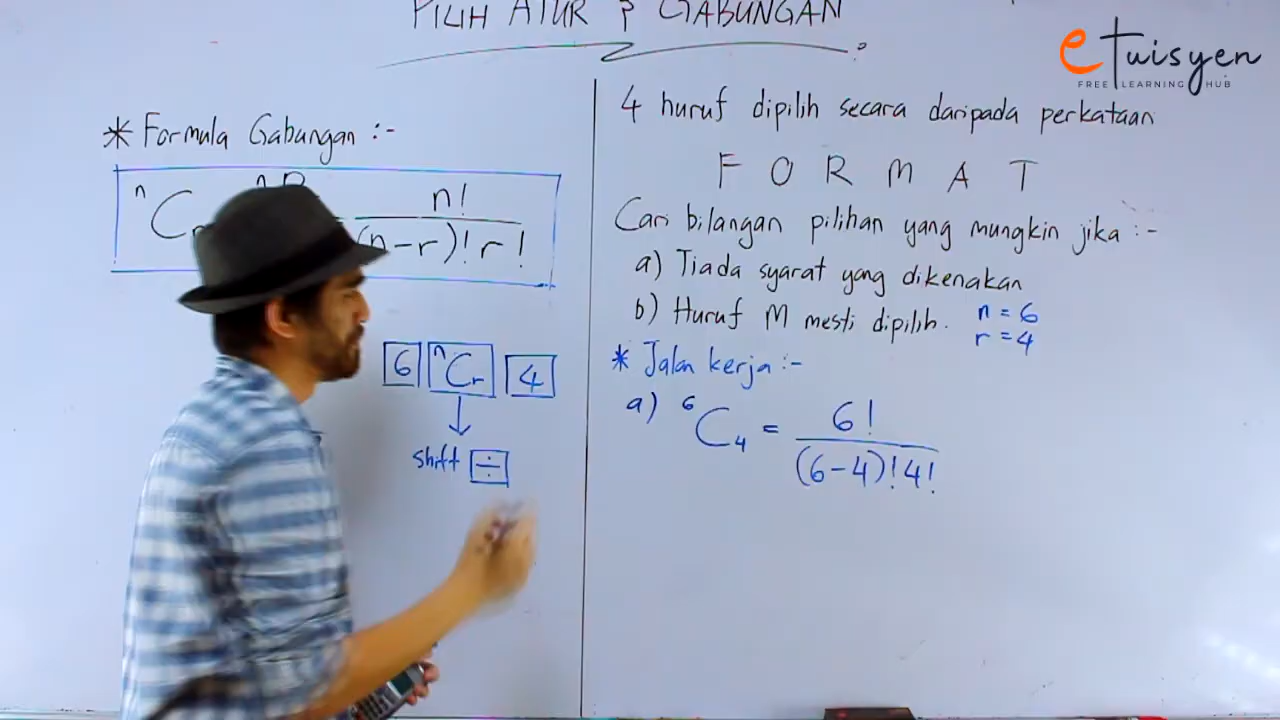 PILIH ATUR & GABUNGAN
eTuisyen
FREE LEARNING HUB
* Formula Gabungan :-
n! / (n-r)! r!
6 nCr 4
shift ÷
4 huruf dipilih secara daripada perkataan
F O R M A T
Cari bilangan pilihan yang mungkin jika :-
a) Tiada syarat yang dikenakan
b) Huruf M mesti dipilih.
n = 6
r = 4
* Jalan kerja :-
a) ⁶C₄ = 6! / (6-4)! 4!